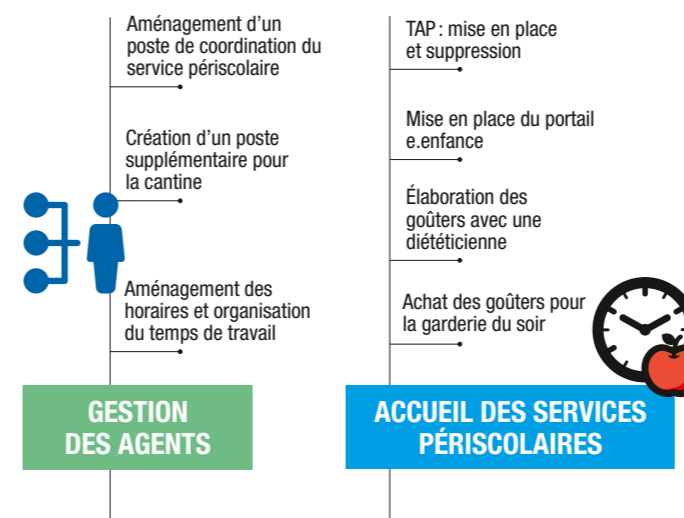 Aménagement d'un
poste de coordination du
service périscolaire
Création d'un poste
supplémentaire pour
la cantine
Aménagement des
horaires et organisation
du temps de travail
GESTION
DES AGENTS
TAP : mise en place
et suppression
Mise en place du portail
e.enfance
Élaboration des
goûters avec une
diététicienne
Achat des goûters pour
la garderie du soir
ACCUEIL DES SERVICES
PÉRISCOLAIRES